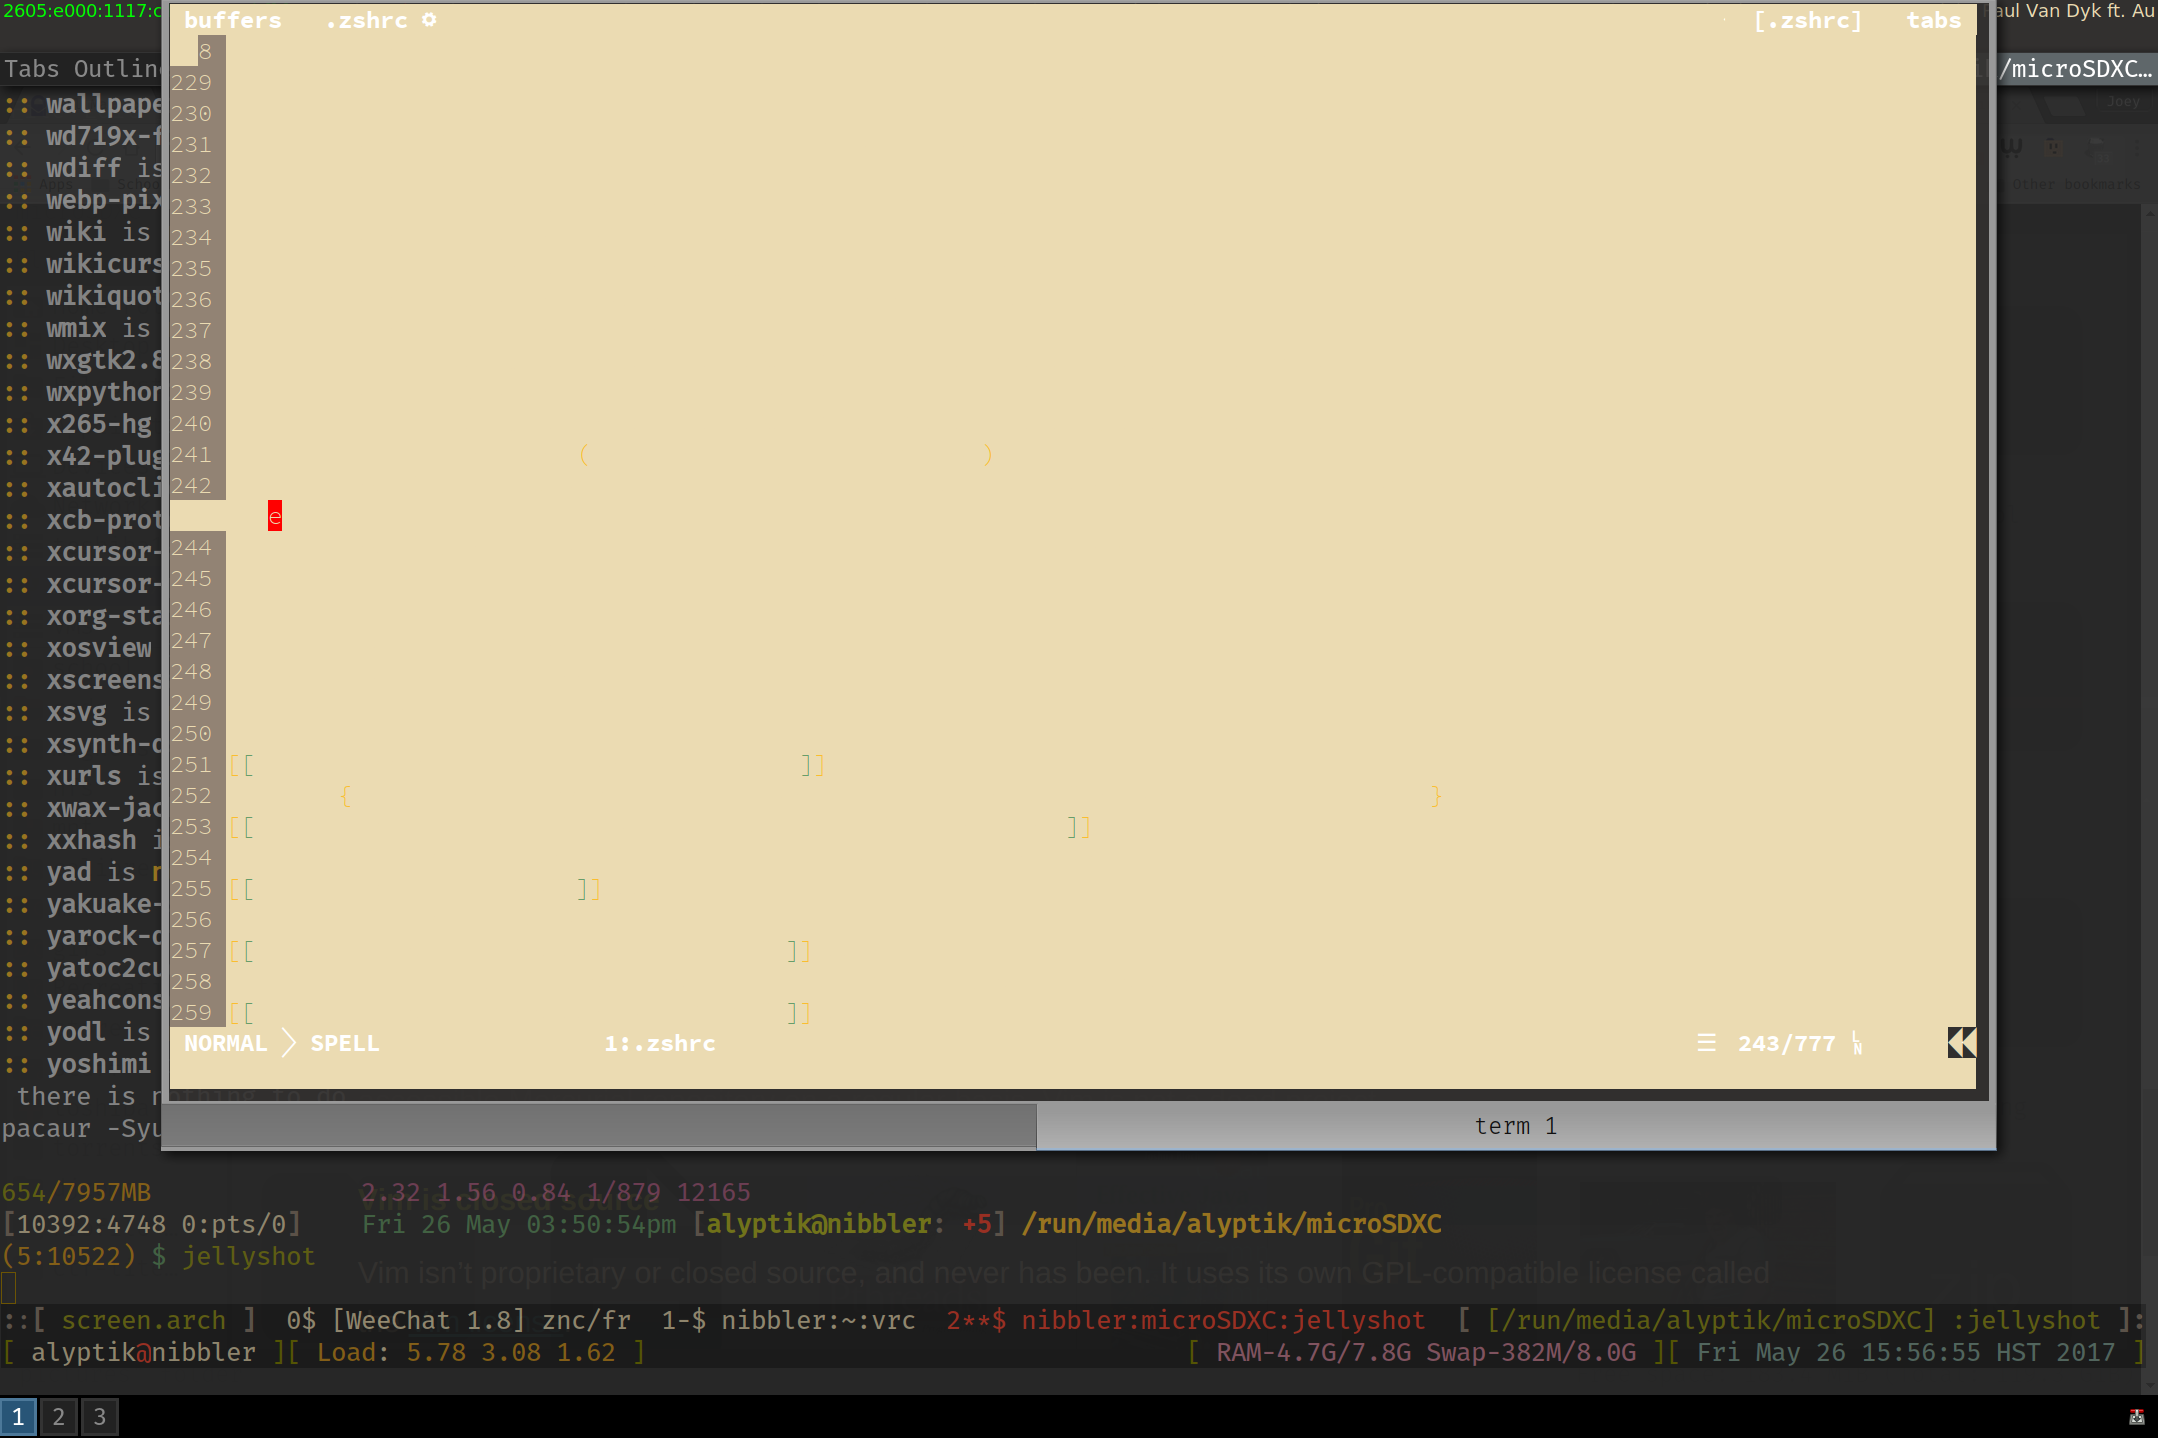 2605:e000:1117:c
buffers .zshrc ⚙ [.zshrc] tabs
aul Van Dyk ft. Au
Tabs Outlin
/microSDXC…
Joey
Other bookmarks
:: wallpape
:: wd719x-f
:: wdiff is
:: webp-pix
:: wiki is
:: wikicurs
:: wikiquot
:: wmix is
:: wxgtk2.8
:: wxpython
:: x265-hg
:: x42-plug
:: xautocli
:: xcb-prot
:: xcursor-
:: xcursor-
:: xorg-sta
:: xosview
:: xscreens
:: xsvg is
:: xsynth-d
:: xurls is
:: xwax-jac
:: xxhash i
:: yad is n
:: yakuake-
:: yarock-d
:: yatoc2cu
:: yeahcons
:: yodl is
:: yoshimi
there is nothing to do
pacaur -Syu
8
229
230
231
232
233
234
235
236
237
238
239
240
241 ( )
242
e
244
245
246
247
248
249
250
251 [[ ]]
252 { }
253 [[ ]]
254
255 [[ ]]
256
257 [[ ]]
258
259 [[ ]]
NORMAL SPELL 1:.zshrc ☰ 243/777 LN
term 1
654/7957MB 2.32 1.56 0.84 1/879 12165
Vim is closed source
[10392:4748 0:pts/0] Fri 26 May 03:50:54pm [alyptik@nibbler: +5] /run/media/alyptik/microSDXC
(5:10522) $ jellyshot
Vim isn't proprietary or closed source, and never has been. It uses its own GPL-compatible license called
::[ screen.arch ] 0$ [WeeChat 1.8] znc/fr 1-$ nibbler:~:vrc 2**$ nibbler:microSDXC:jellyshot [ [/run/media/alyptik/microSDXC] :jellyshot ]:
[ alyptik@nibbler ][ Load: 5.78 3.08 1.62 ] [ RAM-4.7G/7.8G Swap-382M/8.0G ][ Fri May 26 15:56:55 HST 2017 ]
1 2 3